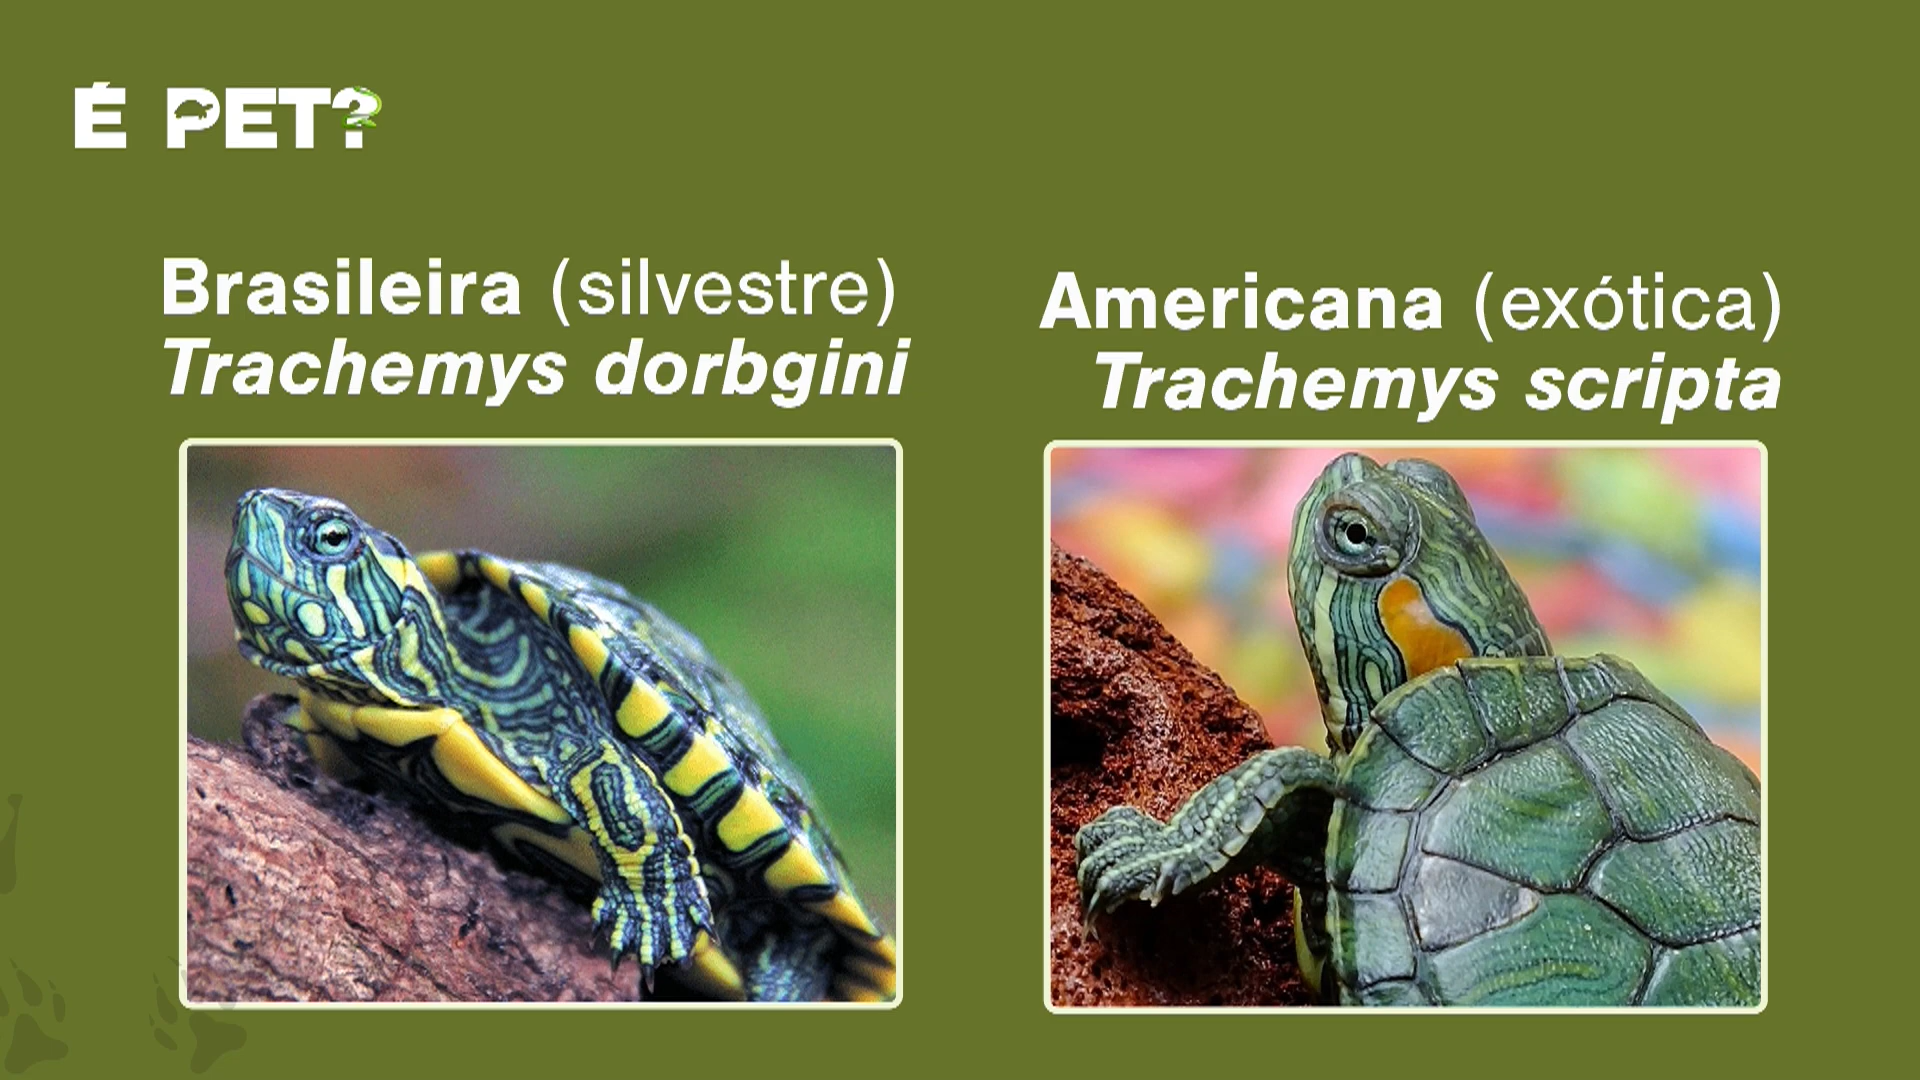 É PET?
Brasileira (silvestre)
Trachemys dorbgini
Americana (exótica)
Trachemys scripta